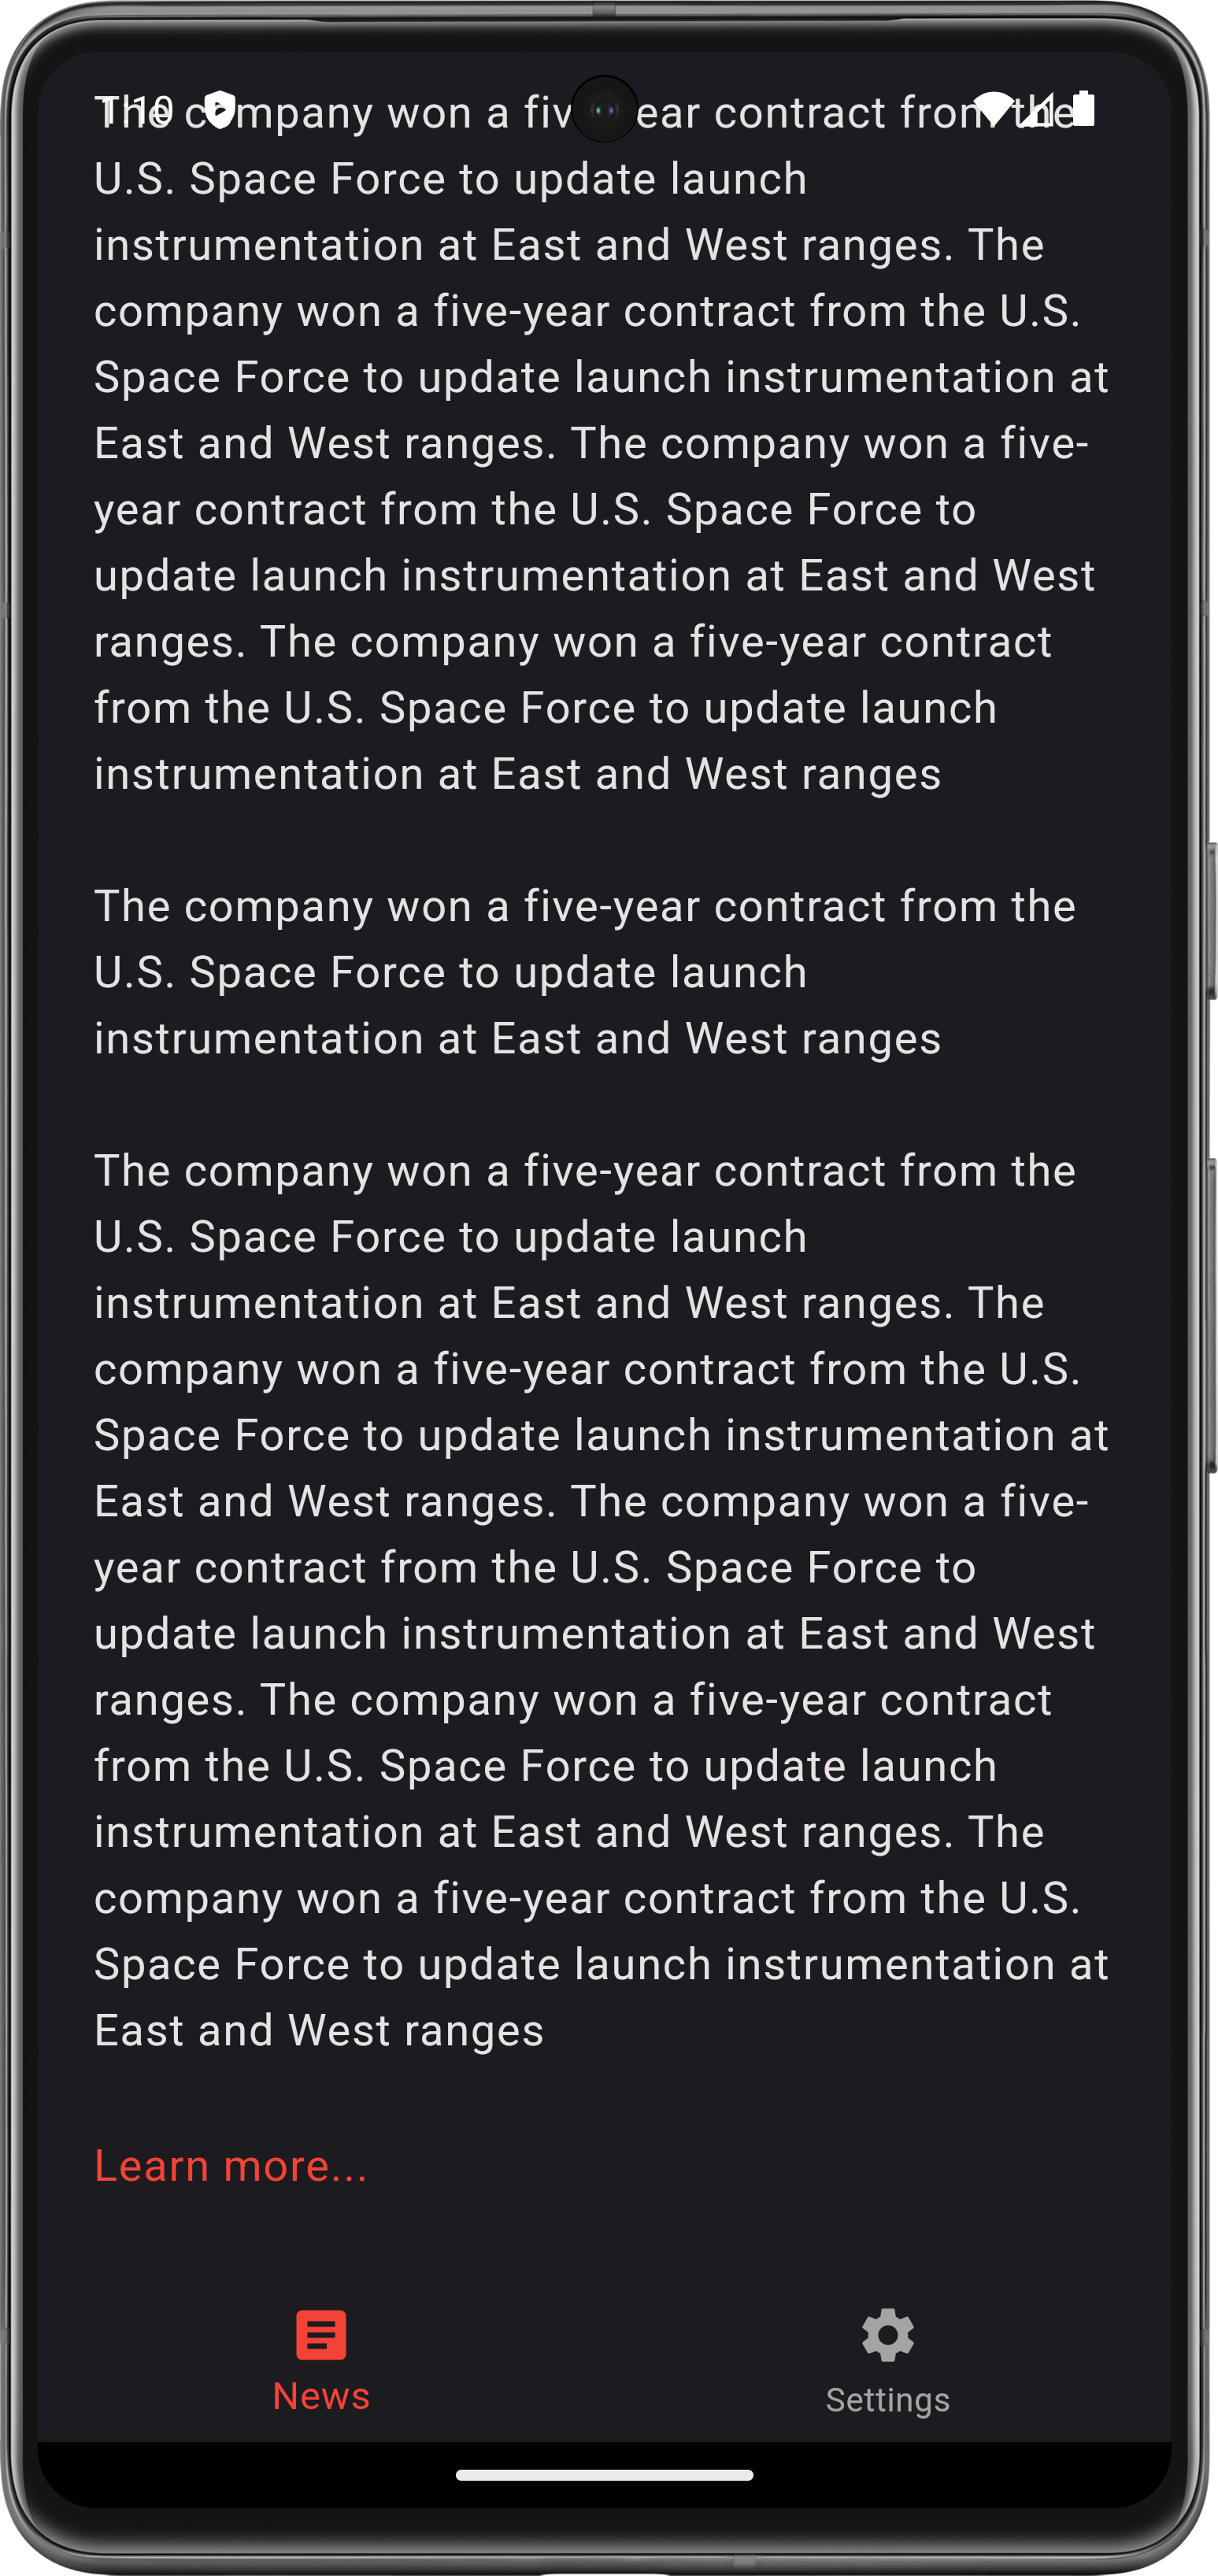 1:10
The company won a five-year contract from the
U.S. Space Force to update launch
instrumentation at East and West ranges. The
company won a five-year contract from the U.S.
Space Force to update launch instrumentation at
East and West ranges. The company won a five-
year contract from the U.S. Space Force to
update launch instrumentation at East and West
ranges. The company won a five-year contract
from the U.S. Space Force to update launch
instrumentation at East and West ranges
The company won a five-year contract from the
U.S. Space Force to update launch
instrumentation at East and West ranges
The company won a five-year contract from the
U.S. Space Force to update launch
instrumentation at East and West ranges. The
company won a five-year contract from the U.S.
Space Force to update launch instrumentation at
East and West ranges. The company won a five-
year contract from the U.S. Space Force to
update launch instrumentation at East and West
ranges. The company won a five-year contract
from the U.S. Space Force to update launch
instrumentation at East and West ranges. The
company won a five-year contract from the U.S.
Space Force to update launch instrumentation at
East and West ranges
Learn more...
News
Settings